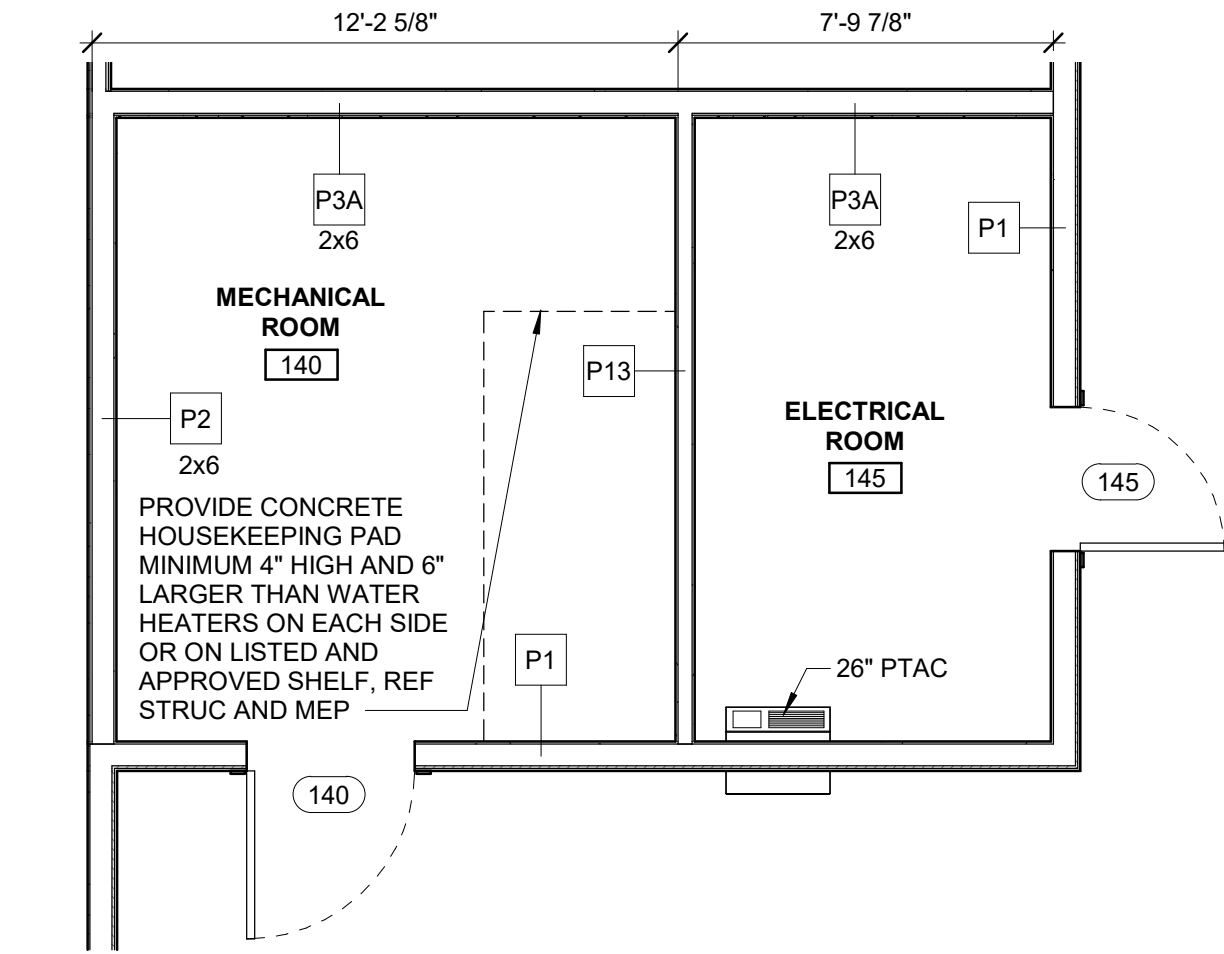 12'-2 5/8"
7'-9 7/8"
P3A
2x6
P3A
2x6
P1
MECHANICAL
ROOM
140
P13
P2
2x6
ELECTRICAL
ROOM
145
145
PROVIDE CONCRETE
HOUSEKEEPING PAD
MINIMUM 4" HIGH AND 6"
LARGER THAN WATER
HEATERS ON EACH SIDE
OR ON LISTED AND
APPROVED SHELF, REF
STRUC AND MEP
P1
26" PTAC
140